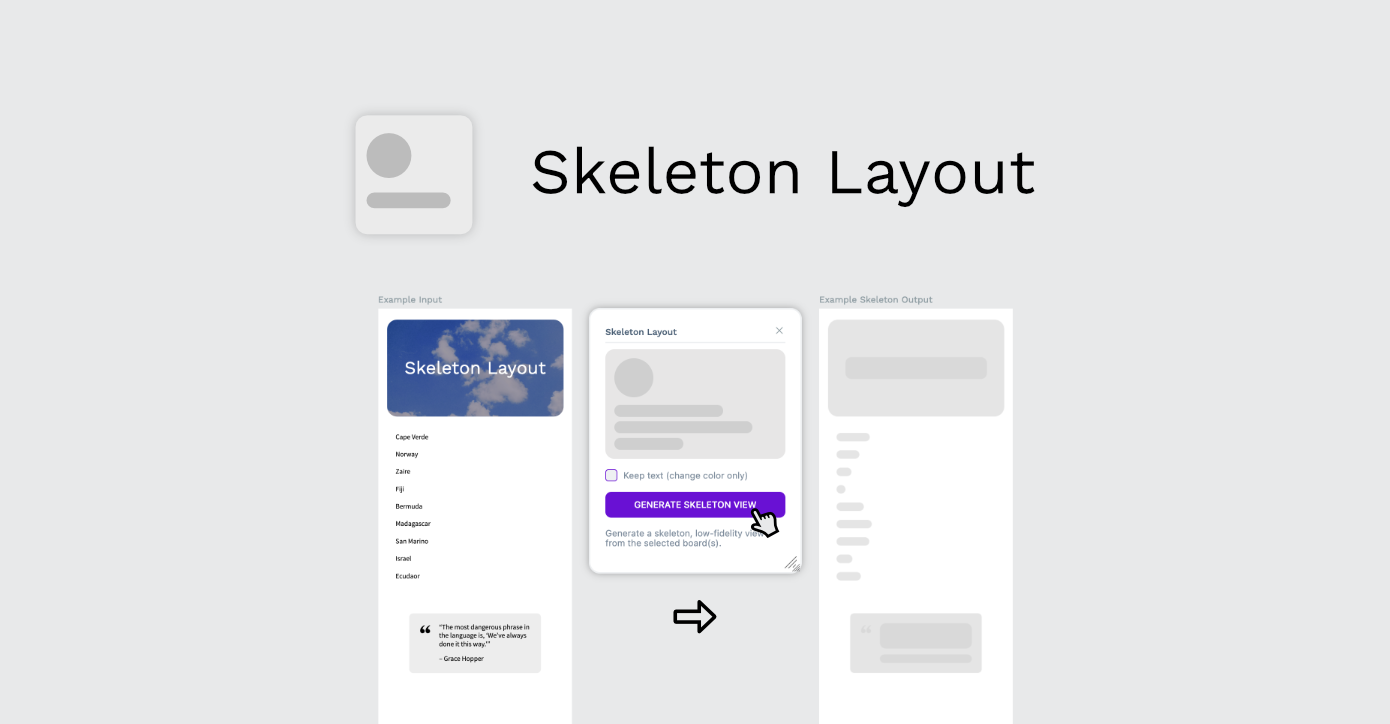 Skeleton Layout
Example Input
Skeleton Layout
Cape Verde
Norway
Zaire
Fiji
Bermuda
Madagascar
San Marino
Israel
Ecudaor
“The most dangerous phrase in
the language is, ‘We’ve always
done it this way.’”
– Grace Hopper
Skeleton Layout
Keep text (change color only)
GENERATE SKELETON VIEW
Generate a skeleton, low-fidelity view
from the selected board(s).
Example Skeleton Output